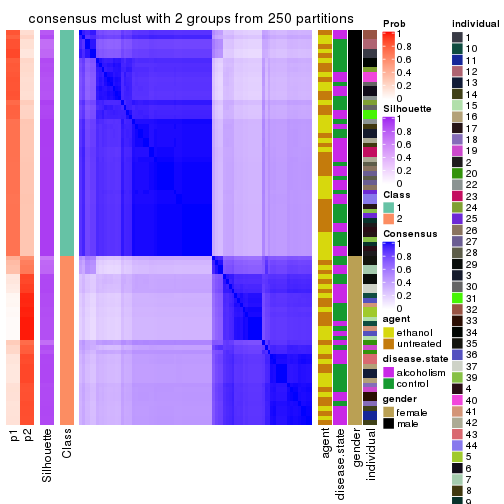 consensus mclust with 2 groups from 250 partitions
p1
p2
Silhouette
Class
agent
disease.state
gender
individual
Prob
1
0.8
0.6
0.4
0.2
0
Silhouette
1
0.8
0.6
0.4
0.2
0
Class
1
2
Consensus
1
0.8
0.6
0.4
0.2
0
agent
ethanol
untreated
disease.state
alcoholism
control
gender
female
male
individual
1
10
11
12
13
14
15
16
17
18
19
2
20
22
23
24
25
26
27
28
29
3
30
31
32
33
34
35
36
37
39
4
40
41
42
43
44
5
6
7
8
9